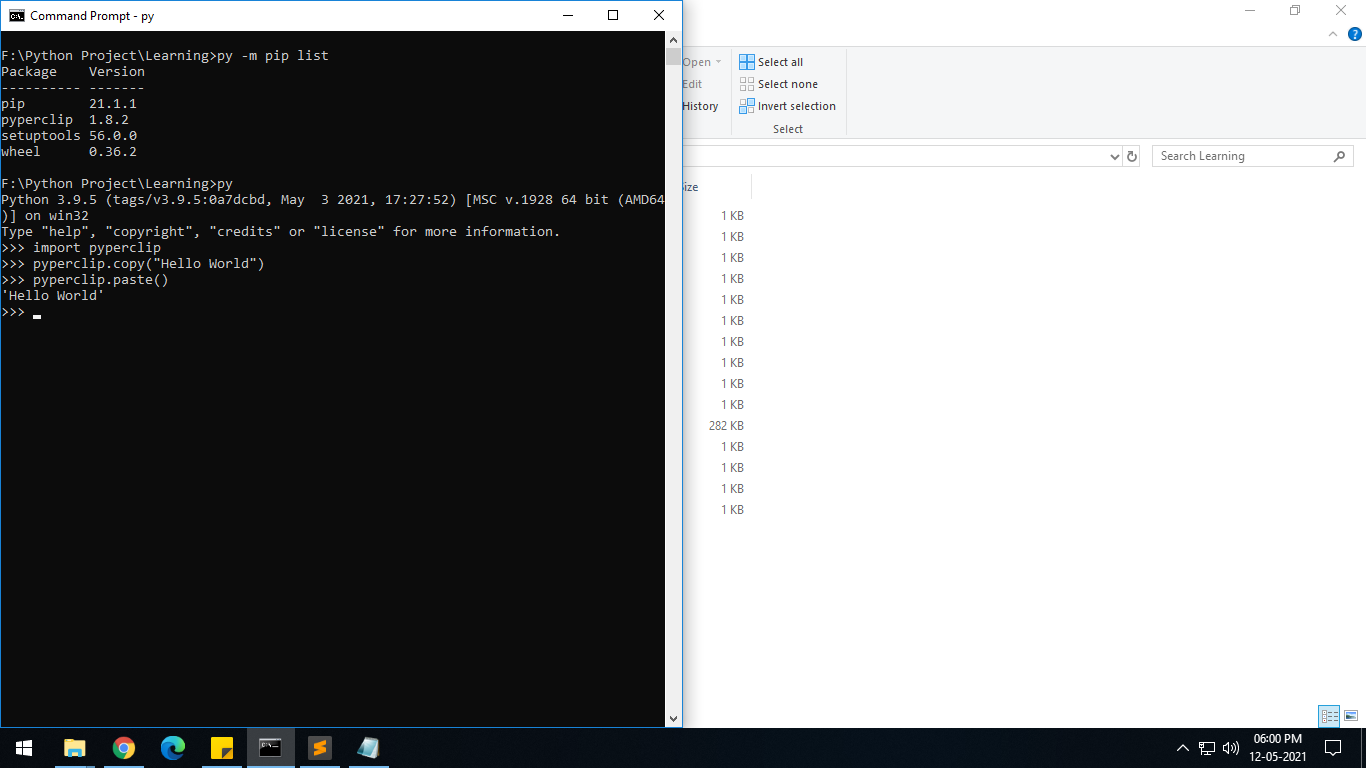 Command Prompt - py
F:\Python Project\Learning>py -m pip list
Package    Version
---------- -------
pip        21.1.1
pyperclip  1.8.2
setuptools 56.0.0
wheel      0.36.2
F:\Python Project\Learning>py
Python 3.9.5 (tags/v3.9.5:0a7dcbd, May  3 2021, 17:27:52) [MSC v.1928 64 bit (AMD64
)] on win32
Type "help", "copyright", "credits" or "license" for more information.
>>> import pyperclip
>>> pyperclip.copy("Hello World")
>>> pyperclip.paste()
'Hello World'
>>>
Open
Edit
History
Select all
Select none
Invert selection
Select
Search Learning
ize
1 KB
1 KB
1 KB
1 KB
1 KB
1 KB
1 KB
1 KB
1 KB
1 KB
282 KB
1 KB
1 KB
1 KB
1 KB
06:00 PM
12-05-2021